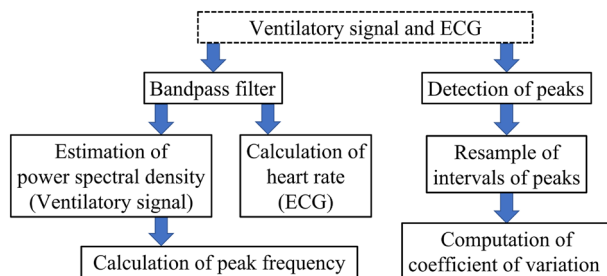 Ventilatory signal and ECG
Bandpass filter
Detection of peaks
Estimation of
power spectral density
(Ventilatory signal)
Calculation of
heart rate
(ECG)
Resample of
intervals of peaks
Calculation of peak frequency
Computation of
coefficient of variation